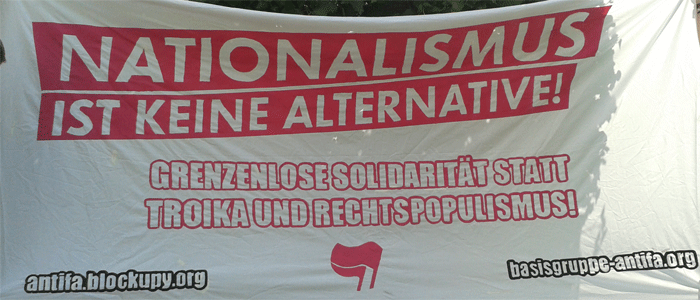 NATIONALISMUS
IST KEINE ALTERNATIVE!
GRENZENLOSE SOLIDARITÄT STATT
TROIKA UND RECHTSPOPULISMUS!
antifa.blockupy.org
basisgruppe-antifa.org